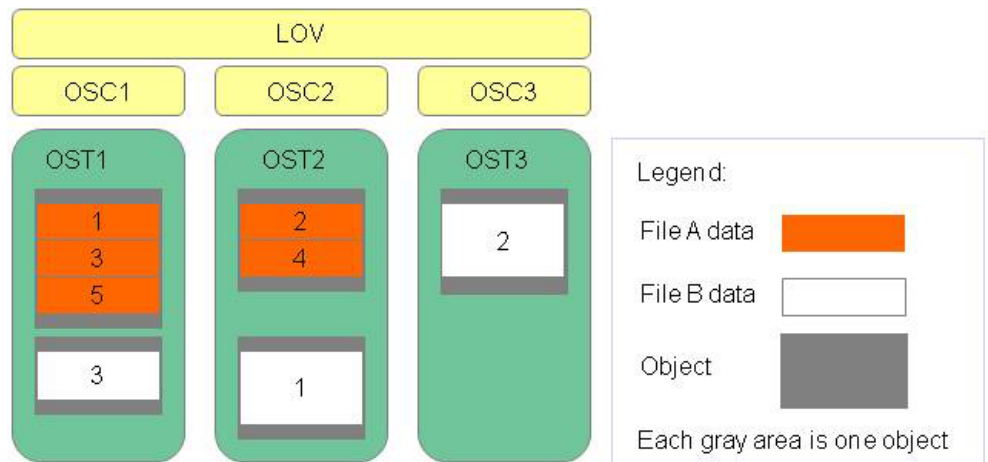 LOV
OSC1 OSC2 OSC3
OST1
1
3
5
3
OST2
2
4
1
OST3
2
Legend:
File A data
File B data
Object
Each gray area is one object